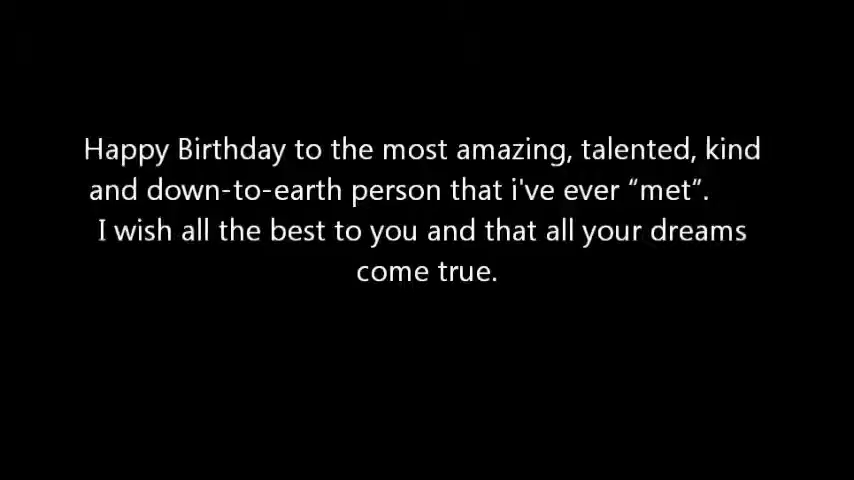 Happy Birthday to the most amazing, talented, kind
and down-to-earth person that i've ever “met”.
I wish all the best to you and that all your dreams
come true.